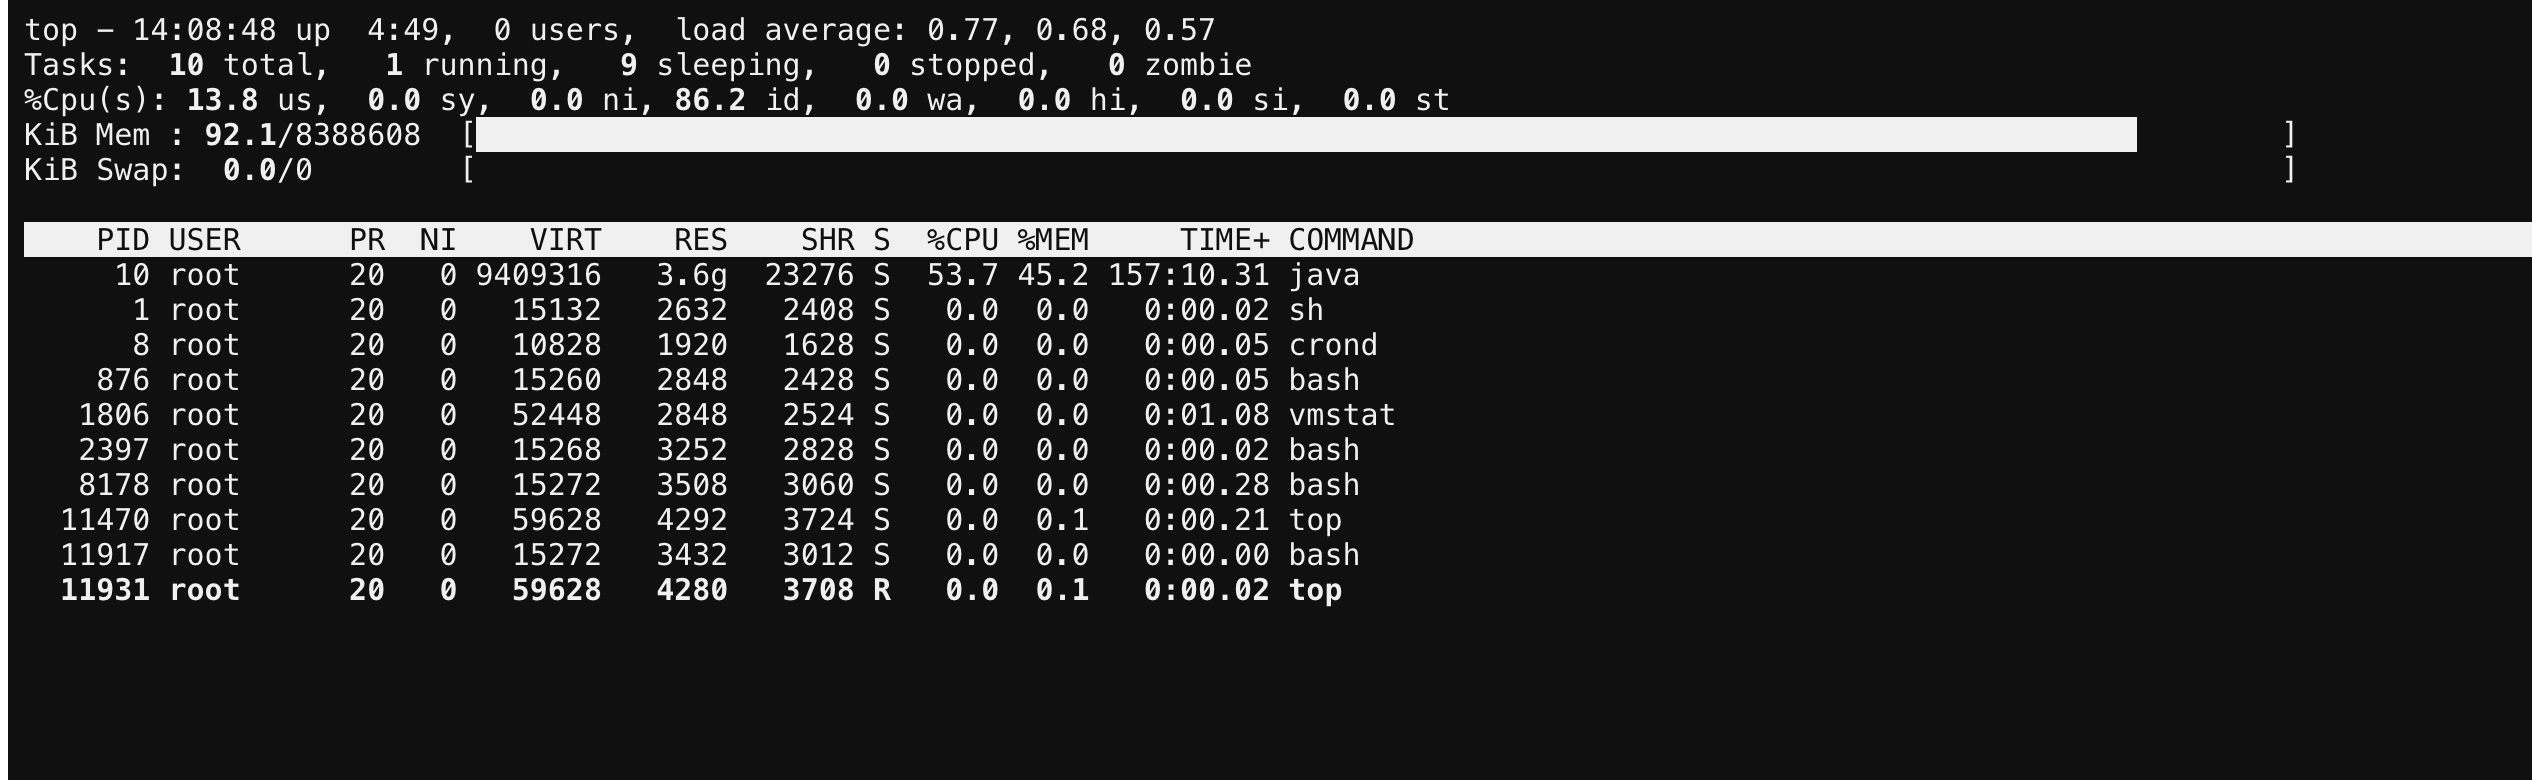 top – 14:08:48 up  4:49,  0 users,  load average: 0.77, 0.68, 0.57
Tasks:  10 total,   1 running,   9 sleeping,   0 stopped,   0 zombie
%Cpu(s): 13.8 us,  0.0 sy,  0.0 ni, 86.2 id,  0.0 wa,  0.0 hi,  0.0 si,  0.0 st
KiB Mem : 92.1/8388608  [ ]
KiB Swap:  0.0/0        [ ]
PID USER      PR  NI    VIRT    RES    SHR S  %CPU %MEM     TIME+ COMMAND
10 root      20   0 9409316   3.6g  23276 S  53.7 45.2 157:10.31 java
1 root      20   0   15132   2632   2408 S   0.0  0.0   0:00.02 sh
8 root      20   0   10828   1920   1628 S   0.0  0.0   0:00.05 crond
876 root      20   0   15260   2848   2428 S   0.0  0.0   0:00.05 bash
1806 root      20   0   52448   2848   2524 S   0.0  0.0   0:01.08 vmstat
2397 root      20   0   15268   3252   2828 S   0.0  0.0   0:00.02 bash
8178 root      20   0   15272   3508   3060 S   0.0  0.0   0:00.28 bash
11470 root      20   0   59628   4292   3724 S   0.0  0.1   0:00.21 top
11917 root      20   0   15272   3432   3012 S   0.0  0.0   0:00.00 bash
11931 root      20   0   59628   4280   3708 R   0.0  0.1   0:00.02 top